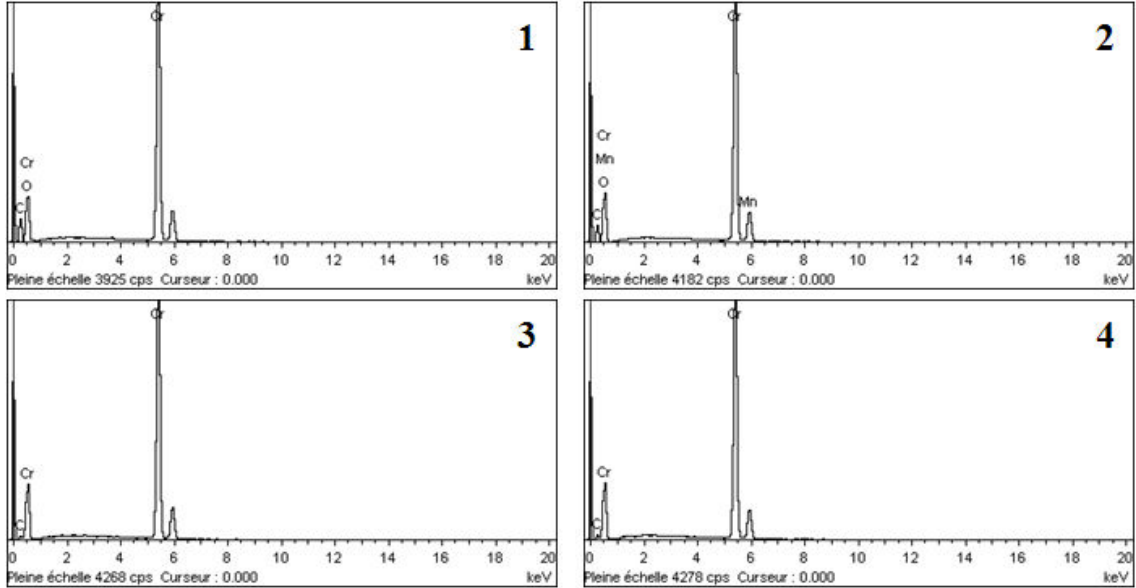 Cr
1
Cr
O
C
0 2 4 6 8 10 12 14 16 18 20
Pleine échelle 3925 cps Curseur : 0.000 keV
Cr
2
Cr
Mn
O
C
Mn
0 2 4 6 8 10 12 14 16 18 20
Pleine échelle 4182 cps Curseur : 0.000 keV
Cr
3
Cr
C
0 2 4 6 8 10 12 14 16 18 20
Pleine échelle 4268 cps Curseur : 0.000 keV
Cr
4
Cr
C
0 2 4 6 8 10 12 14 16 18 20
Pleine échelle 4278 cps Curseur : 0.000 keV